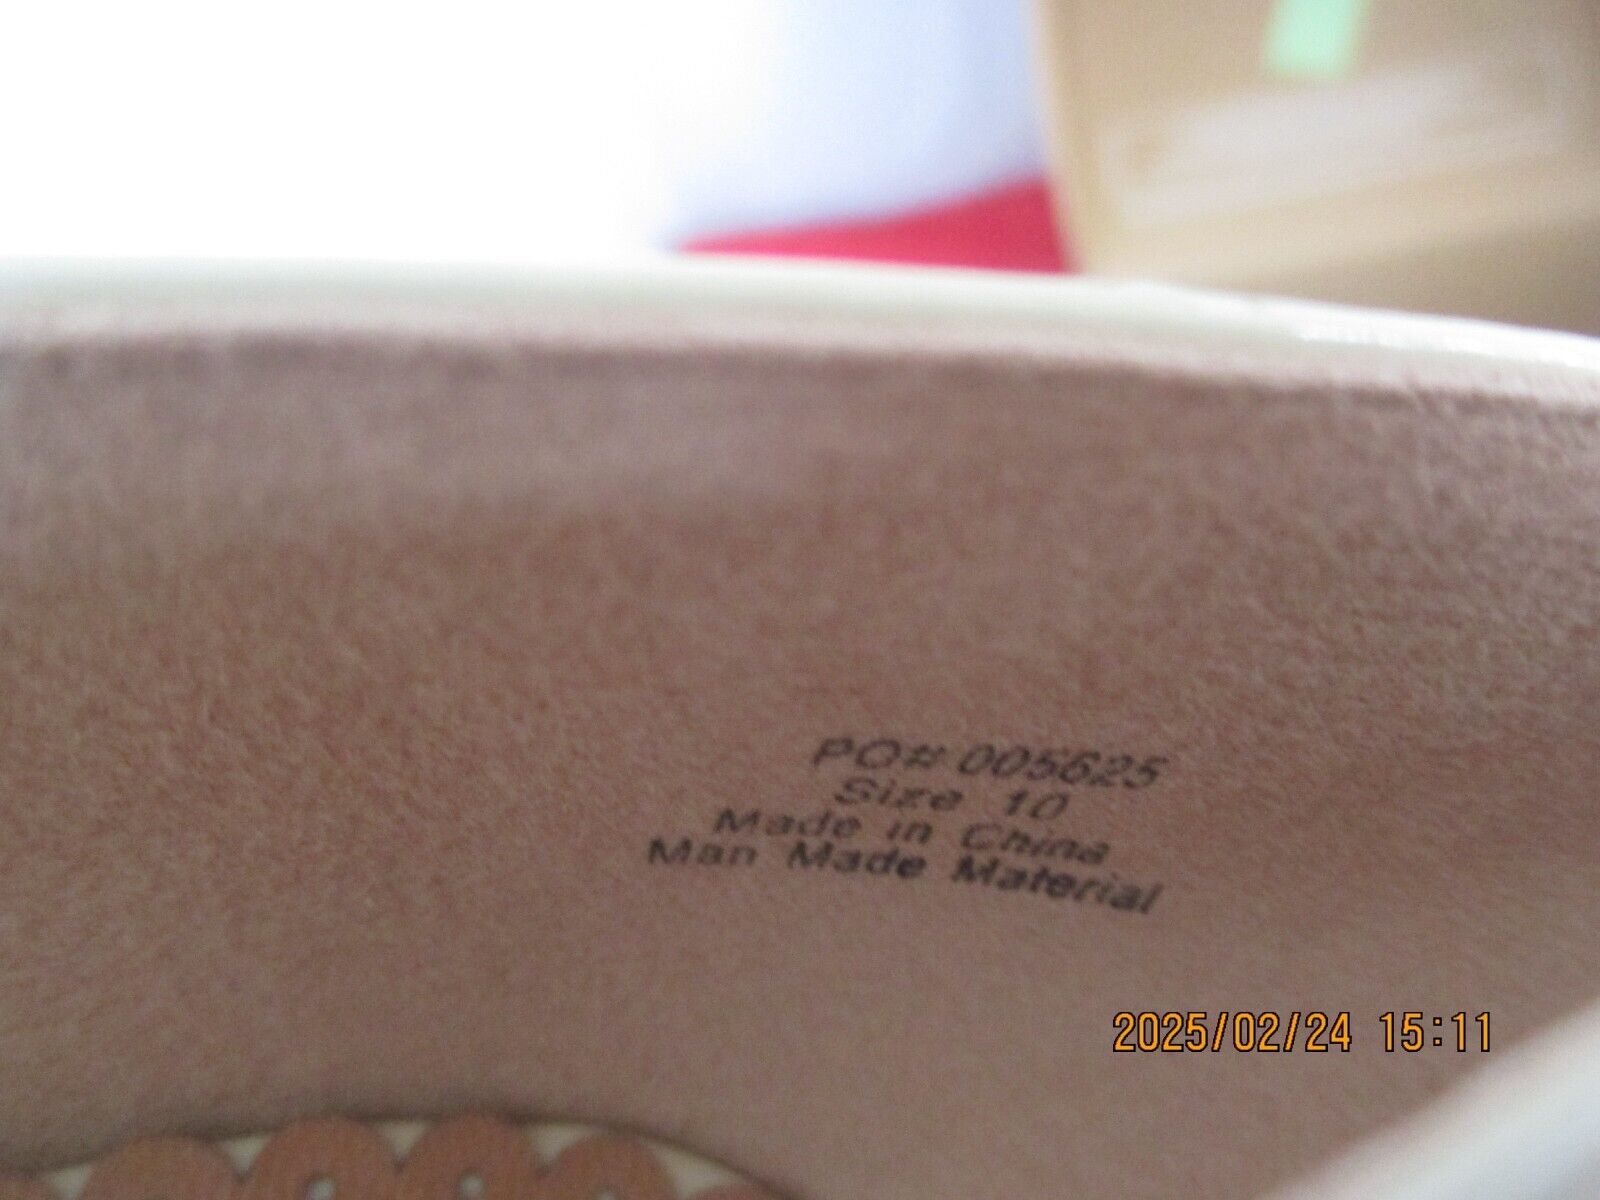 PO# 005625
Size 10
Made in China
Man Made Material
2025/02/24 15:11